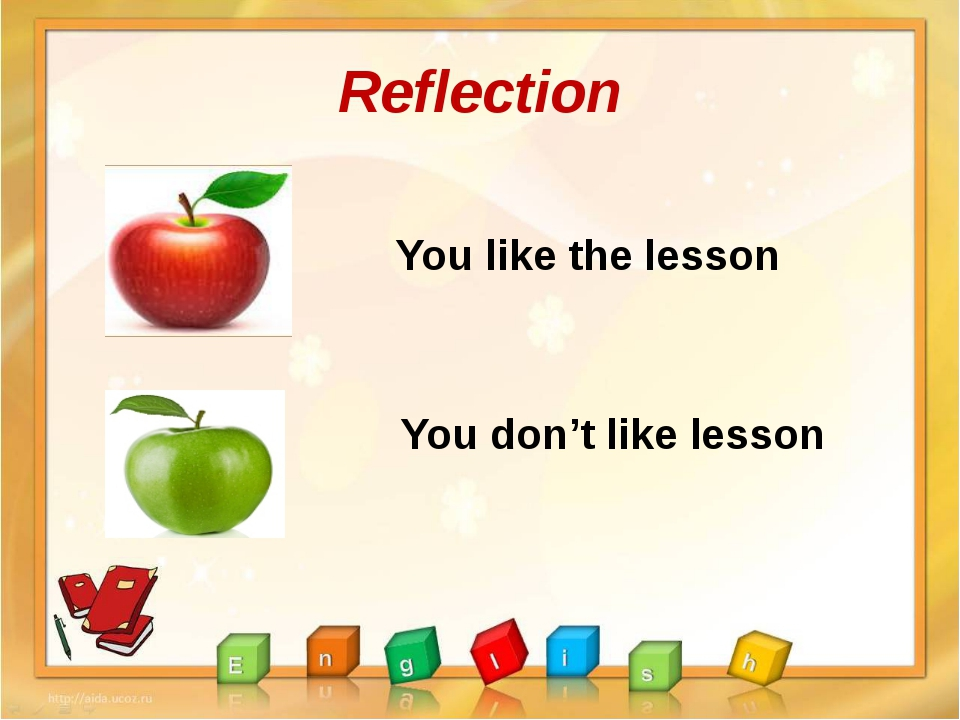 Reflection
You like the lesson
You don’t like lesson
E n g l i s h
http://aida.ucoz.ru